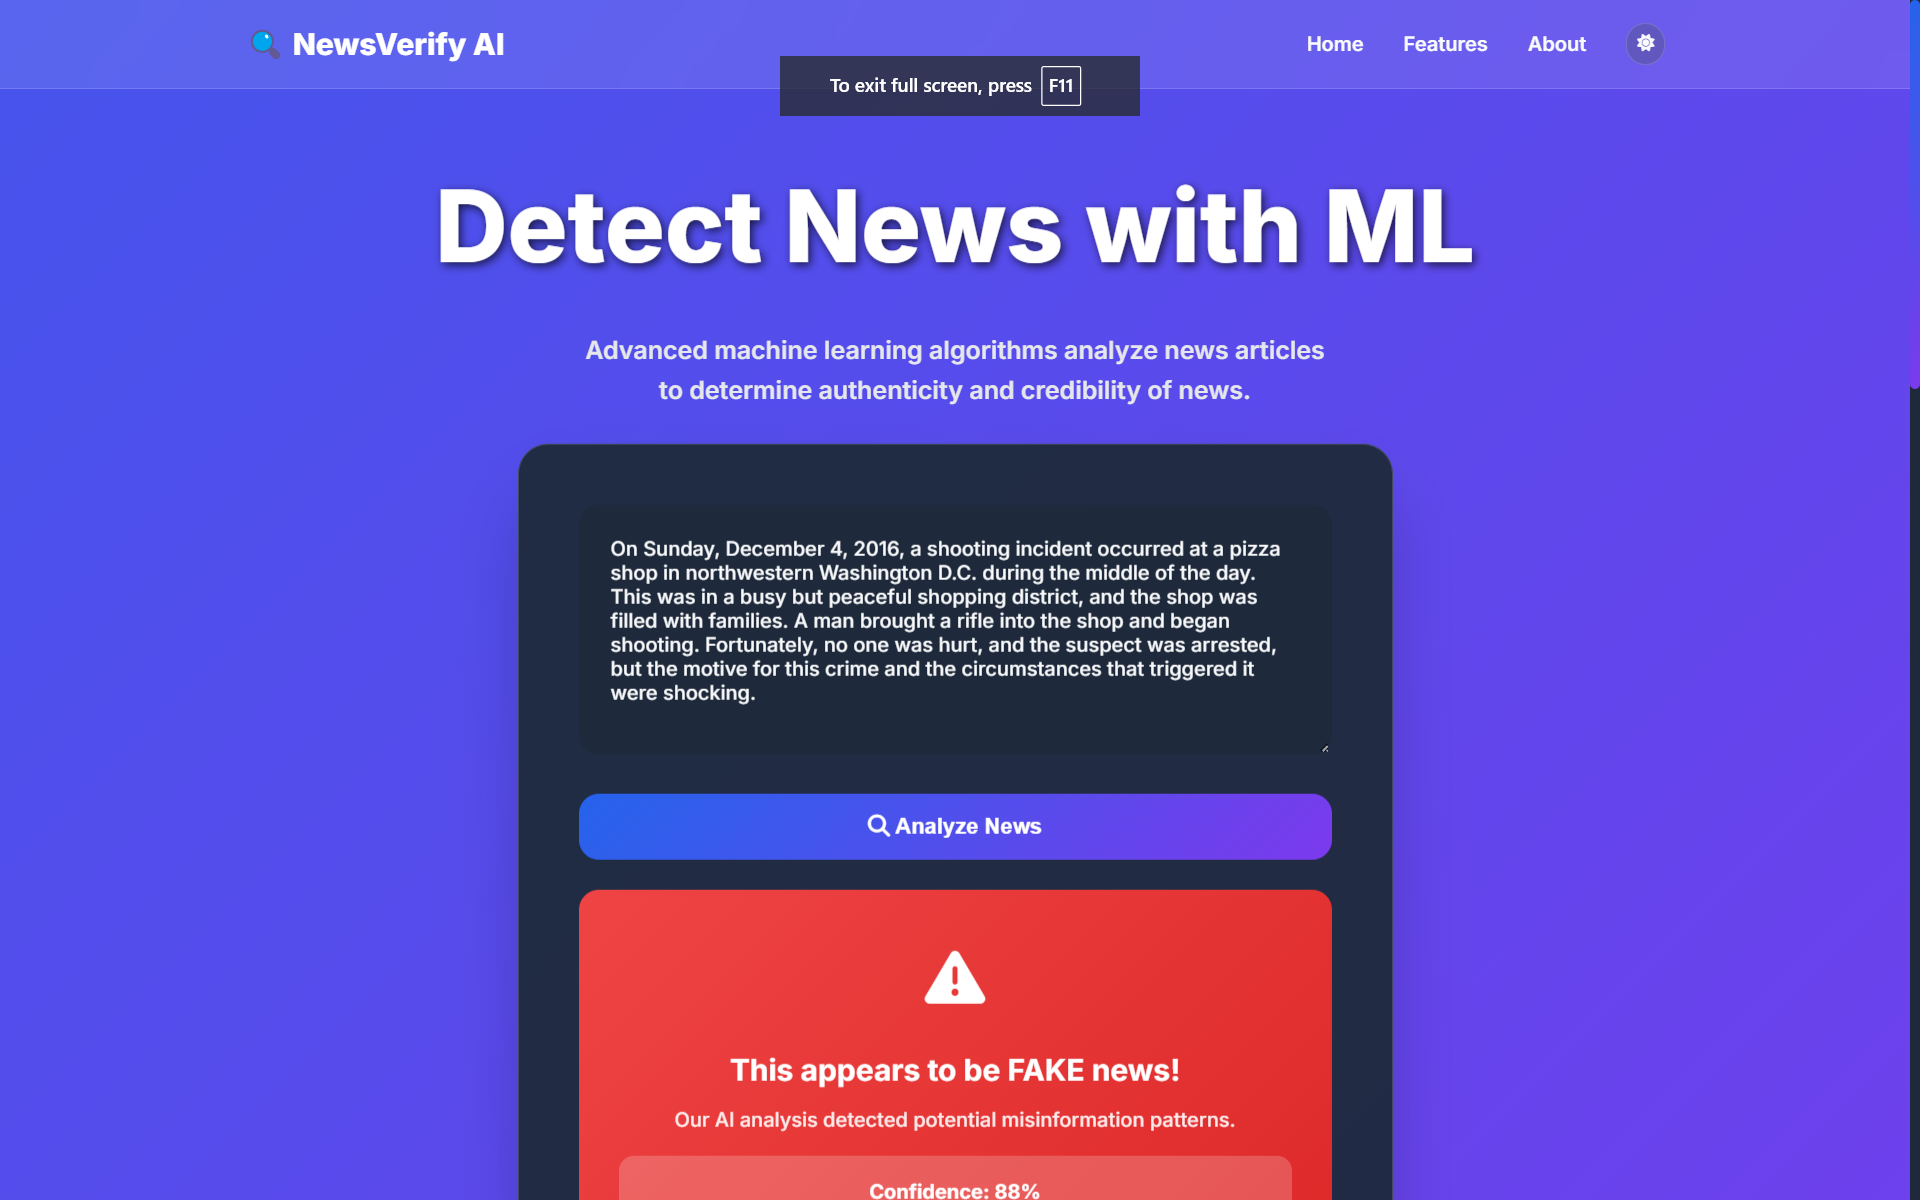 NewsVerify AI
Home
Features
About
To exit full screen, press F11
Detect News with ML
Advanced machine learning algorithms analyze news articles
to determine authenticity and credibility of news.
On Sunday, December 4, 2016, a shooting incident occurred at a pizza
shop in northwestern Washington D.C. during the middle of the day.
This was in a busy but peaceful shopping district, and the shop was
filled with families. A man brought a rifle into the shop and began
shooting. Fortunately, no one was hurt, and the suspect was arrested,
but the motive for this crime and the circumstances that triggered it
were shocking.
Analyze News
This appears to be FAKE news!
Our AI analysis detected potential misinformation patterns.
Confidence: 88%